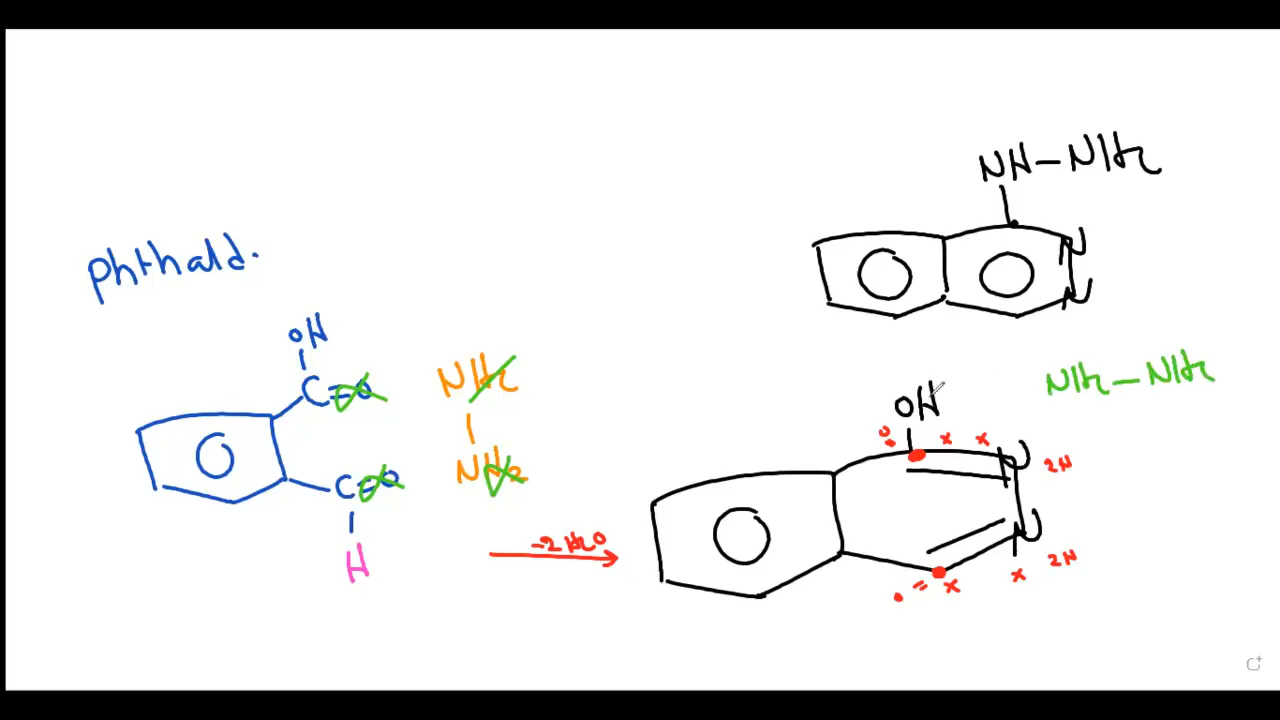 NH-NH2
N
N
phthald.
OH
C=O
NH2
C=O
NH2
H
-2H2O
NH2-NH2
OH
o x x
N
2H
N
2H
= x x